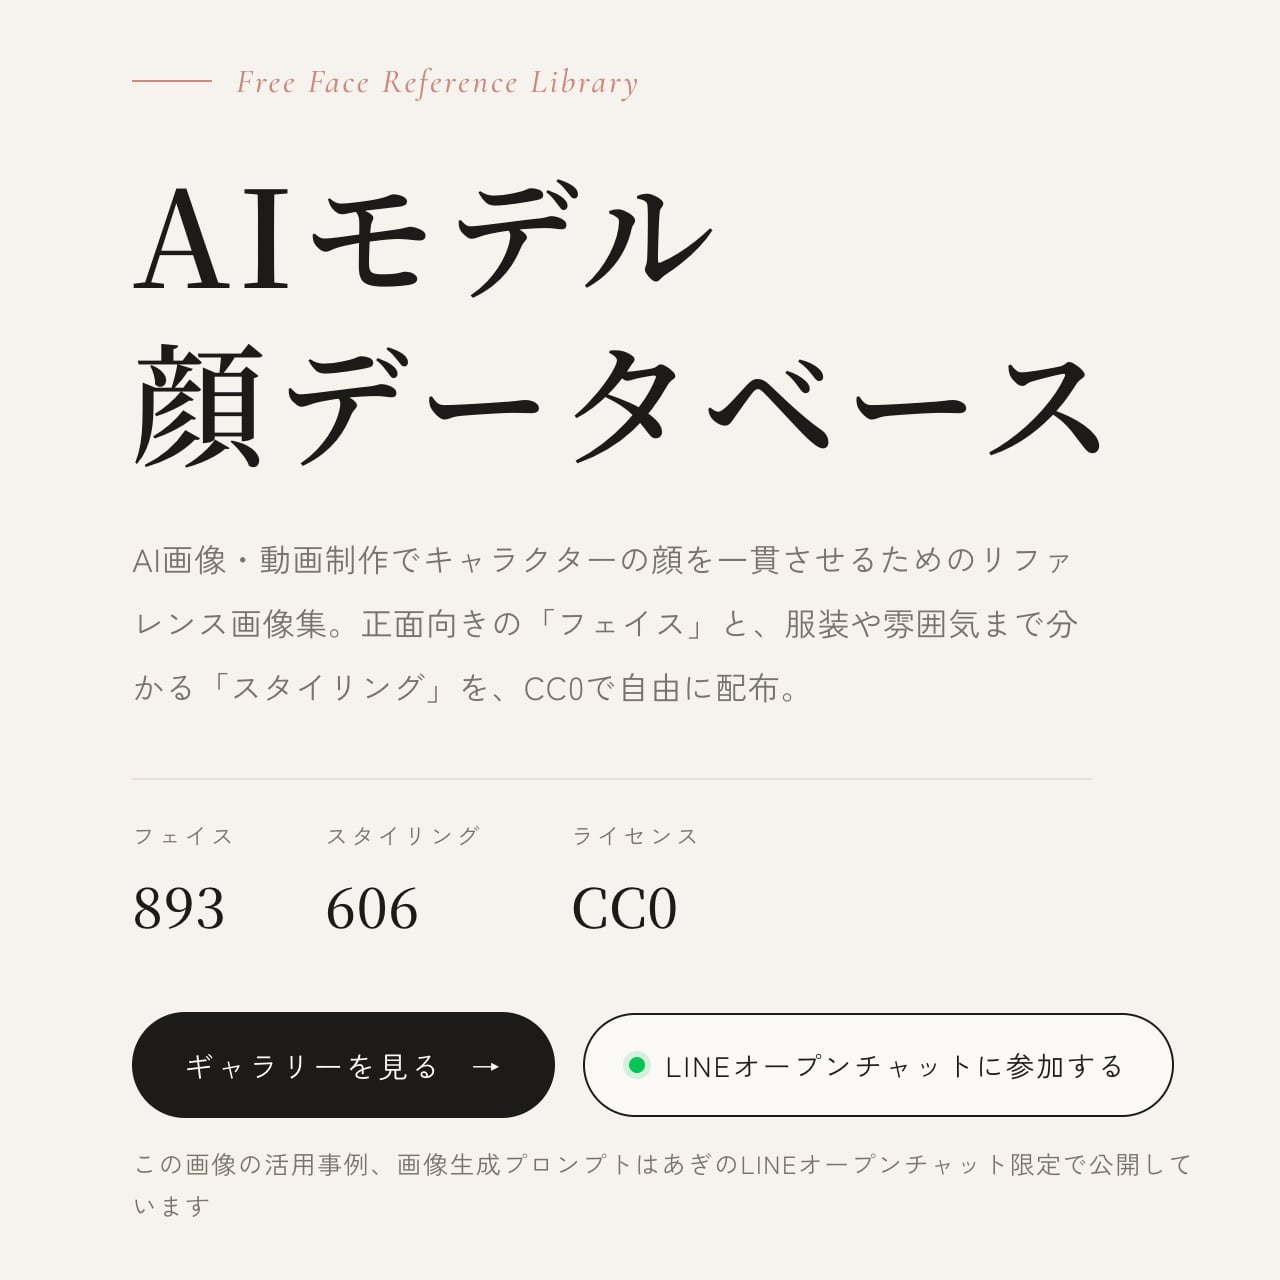 Free Face Reference Library
AIモデル
顔データベース
AI画像・動画制作でキャラクターの顔を一貫させるためのリファ
レンス画像集。正面向きの「フェイス」と、服装や雰囲気まで分
かる「スタイリング」を、CC0で自由に配布。
フェイス スタイリング ライセンス
893 606 CC0
ギャラリーを見る → LINEオープンチャットに参加する
この画像の活用事例、画像生成プロンプトはあぎのLINEオープンチャット限定で公開して
います